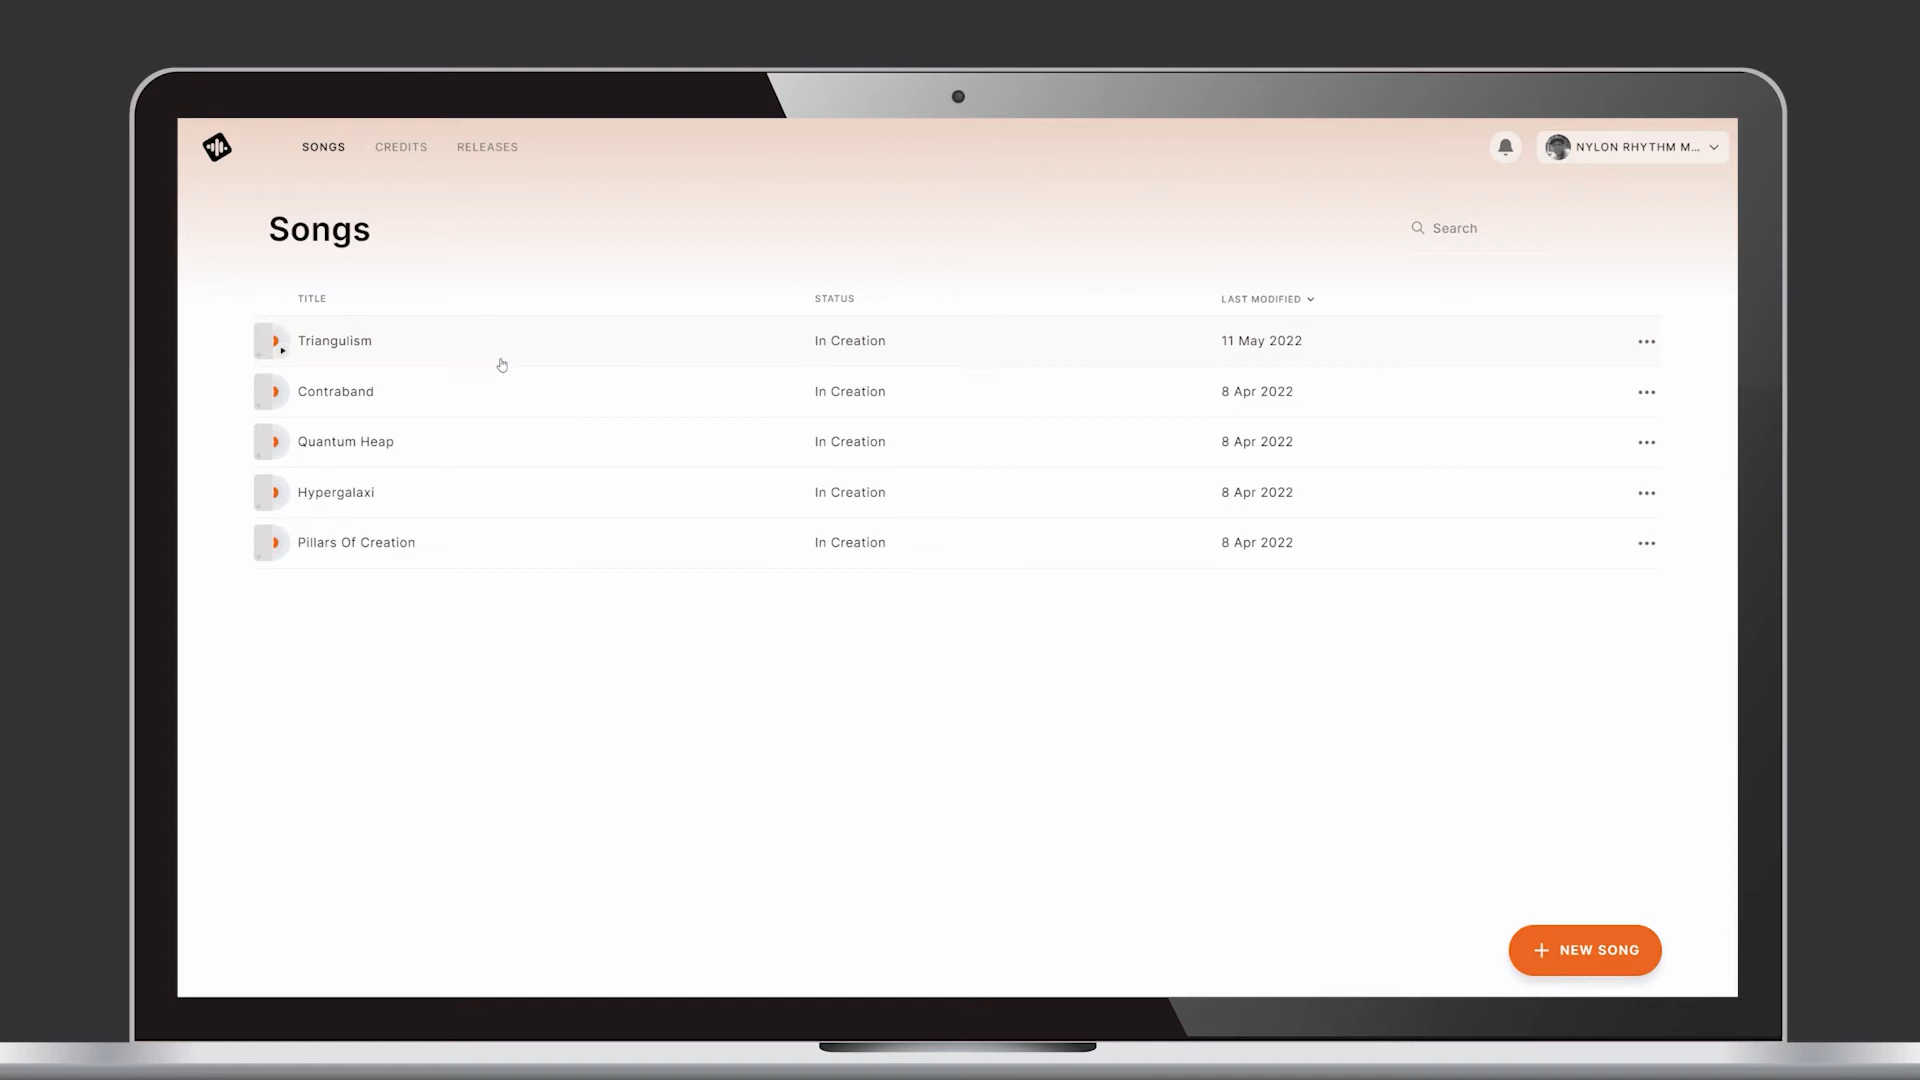 SONGS CREDITS RELEASES NYLON RHYTHM M...
Songs
Search
TITLE STATUS LAST MODIFIED
Triangulism In Creation 11 May 2022
Contraband In Creation 8 Apr 2022
Quantum Heap In Creation 8 Apr 2022
Hypergalaxi In Creation 8 Apr 2022
Pillars Of Creation In Creation 8 Apr 2022
+ NEW SONG